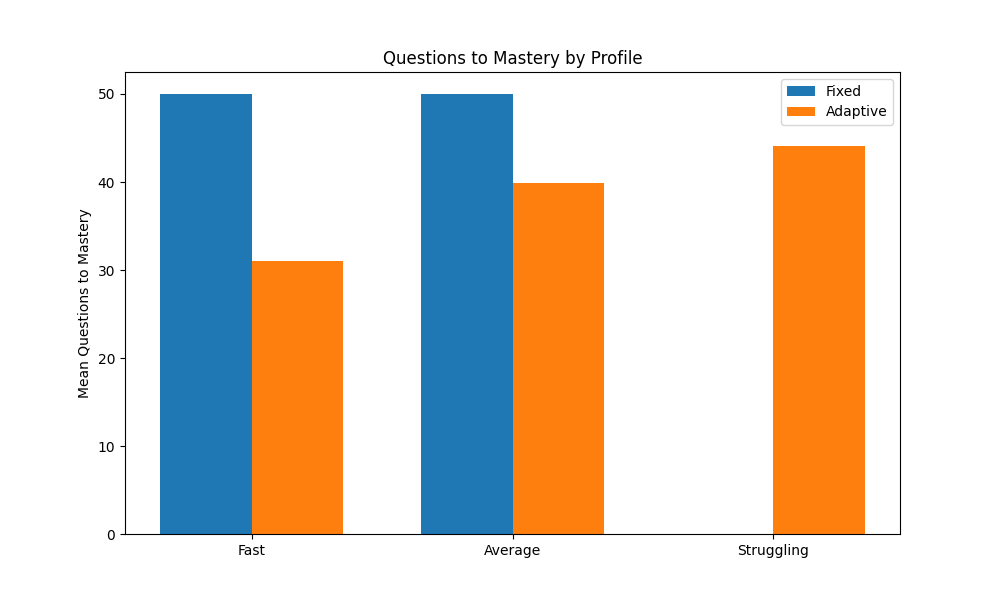 Questions to Mastery by Profile
Fixed
Adaptive
Mean Questions to Mastery
50
40
30
20
10
0
Fast
Average
Struggling